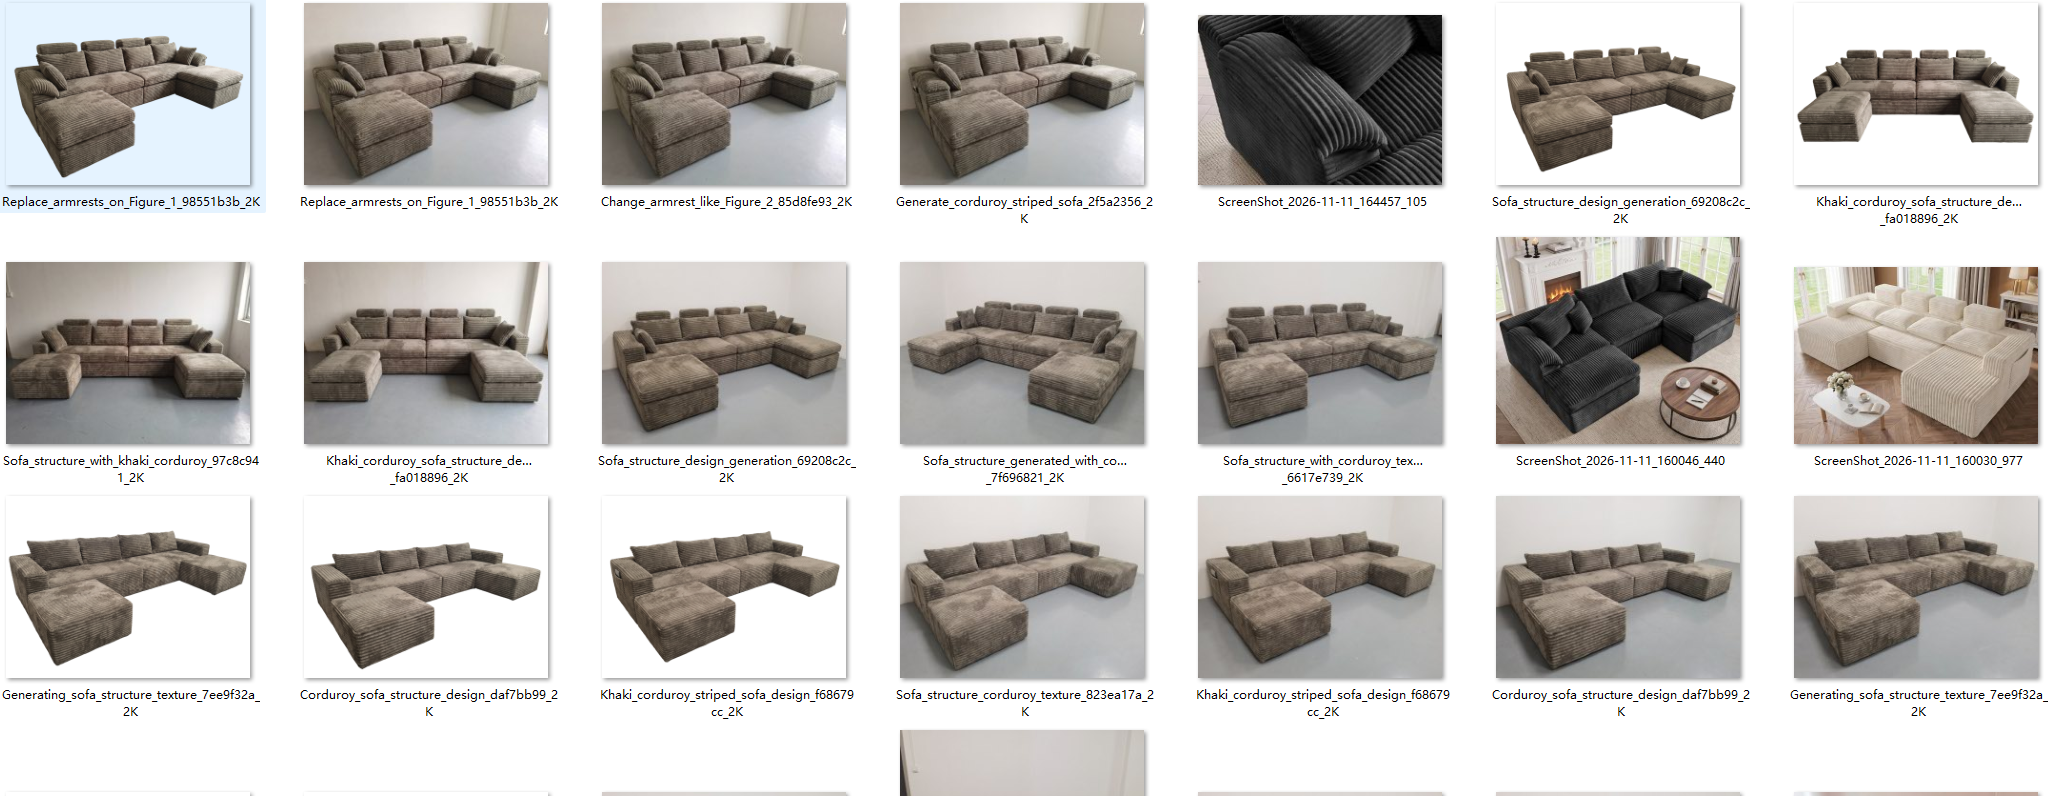 Replace_armrests_on_Figure_1_98551b3b_2K
Replace_armrests_on_Figure_1_98551b3b_2K
Change_armrest_like_Figure_2_85d8fe93_2K
Generate_corduroy_striped_sofa_2f5a2356_2
K
ScreenShot_2026-11-11_164457_105
Sofa_structure_design_generation_69208c2c_
2K
Khaki_corduroy_sofa_structure_de...
_fa018896_2K
Sofa_structure_with_khaki_corduroy_97c8c94
1_2K
Khaki_corduroy_sofa_structure_de...
_fa018896_2K
Sofa_structure_design_generation_69208c2c_
2K
Sofa_structure_generated_with_co...
_7f696821_2K
Sofa_structure_with_corduroy_tex...
_6617e739_2K
ScreenShot_2026-11-11_160046_440
ScreenShot_2026-11-11_160030_977
Generating_sofa_structure_texture_7ee9f32a_
2K
Corduroy_sofa_structure_design_daf7bb99_2
K
Khaki_corduroy_striped_sofa_design_f68679
cc_2K
Sofa_structure_corduroy_texture_823ea17a_2
K
Khaki_corduroy_striped_sofa_design_f68679
cc_2K
Corduroy_sofa_structure_design_daf7bb99_2
K
Generating_sofa_structure_texture_7ee9f32a_
2K